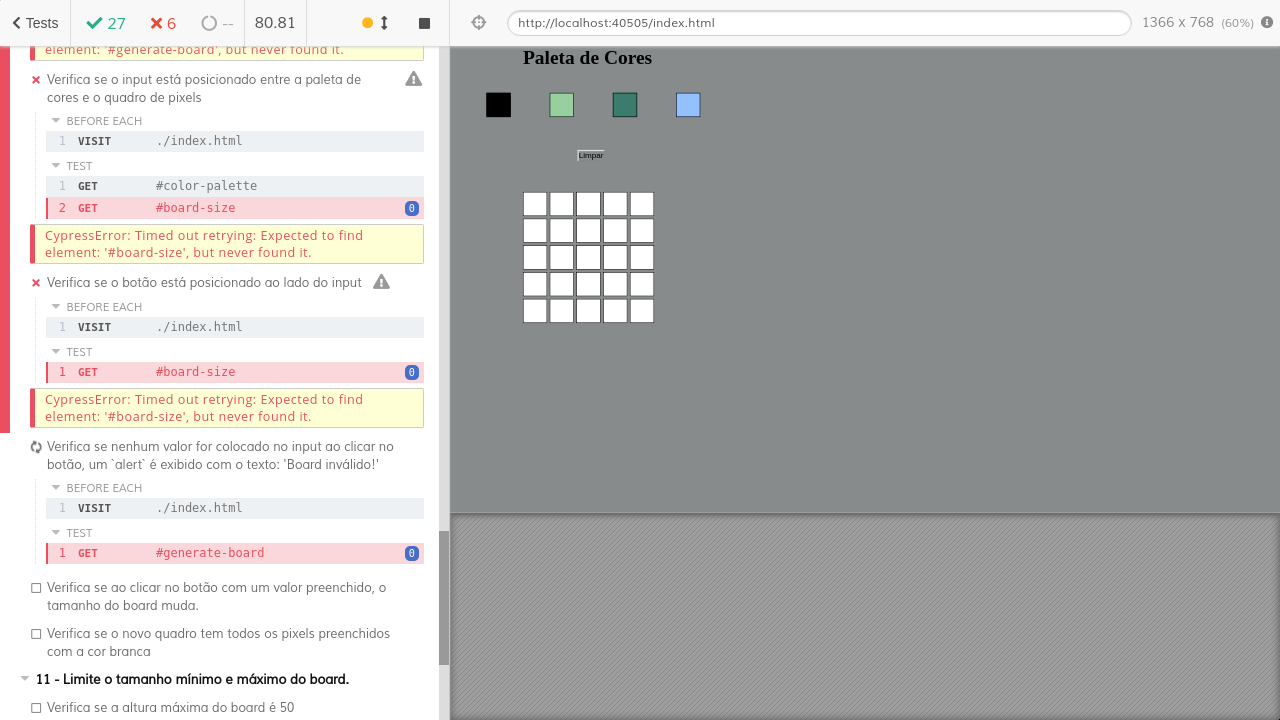 Tests
27
6
--
80.81
http://localhost:40505/index.html
1366 x 768 (60%)
element: '#generate-board', but never found it.
Verifica se o input está posicionado entre a paleta de
cores e o quadro de pixels
BEFORE EACH
1 VISIT ./index.html
TEST
1 GET #color-palette
2 GET #board-size 0
CypressError: Timed out retrying: Expected to find
element: '#board-size', but never found it.
Verifica se o botão está posicionado ao lado do input
BEFORE EACH
1 VISIT ./index.html
TEST
1 GET #board-size 0
CypressError: Timed out retrying: Expected to find
element: '#board-size', but never found it.
Verifica se nenhum valor for colocado no input ao clicar no
botão, um `alert` é exibido com o texto: 'Board inválido!'
BEFORE EACH
1 VISIT ./index.html
TEST
1 GET #generate-board 0
Verifica se ao clicar no botão com um valor preenchido, o
tamanho do board muda.
Verifica se o novo quadro tem todos os pixels preenchidos
com a cor branca
11 - Limite o tamanho mínimo e máximo do board.
Verifica se a altura máxima do board é 50
Paleta de Cores
Limpar